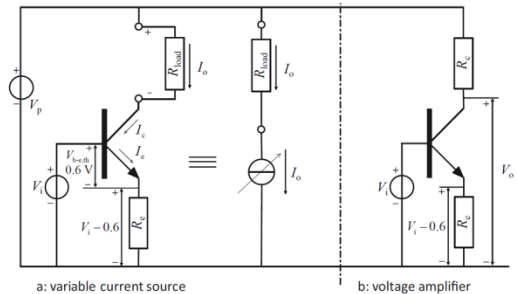 +
R_load
I_o
−
V_p
I_c
I_e
V_b-e,th
0.6 V
V_i
V_i−0.6
R_e
R_load
I_o
I_o
R_c
V_i
V_i−0.6
R_e
V_o
a: variable current source
b: voltage amplifier